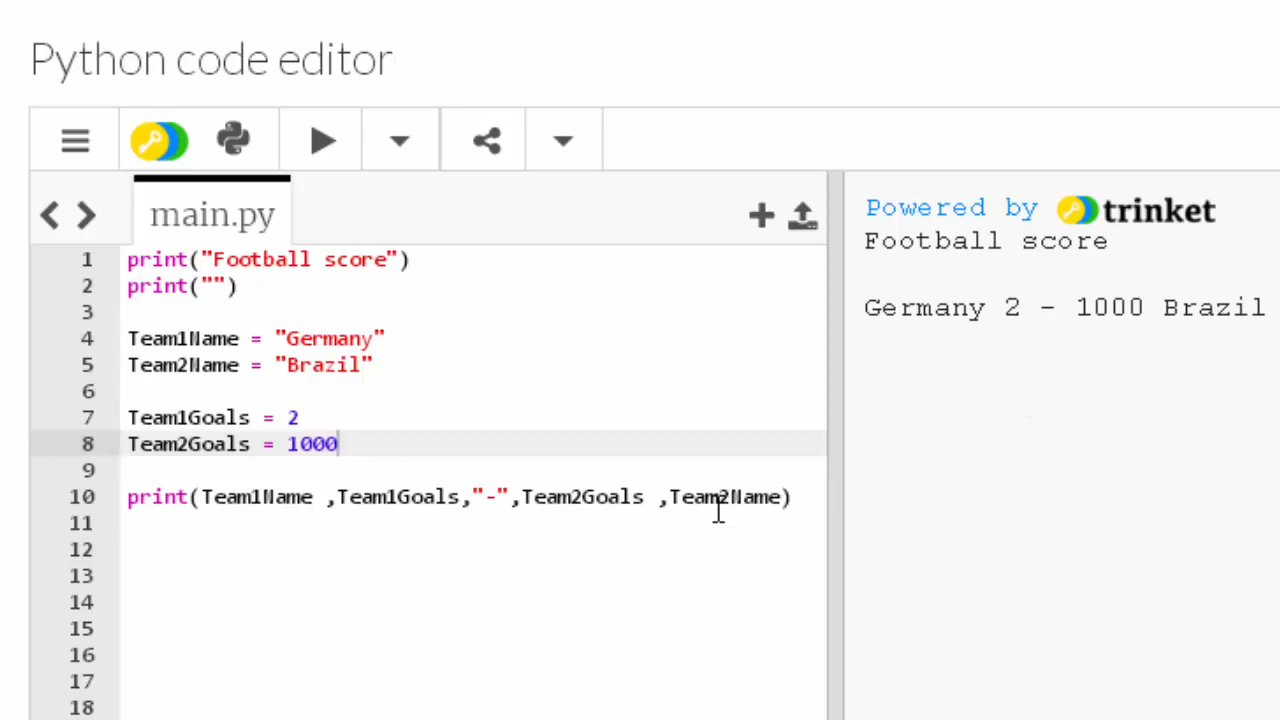 Python code editor
main.py
1 print("Football score")
2 print("")
3
4 Team1Name = "Germany"
5 Team2Name = "Brazil"
6
7 Team1Goals = 2
8 Team2Goals = 1000
9
10 print(Team1Name ,Team1Goals,"-",Team2Goals ,Team2Name)
11
12
13
14
15
16
17
18
Powered by trinket
Football score
Germany 2 - 1000 Brazil